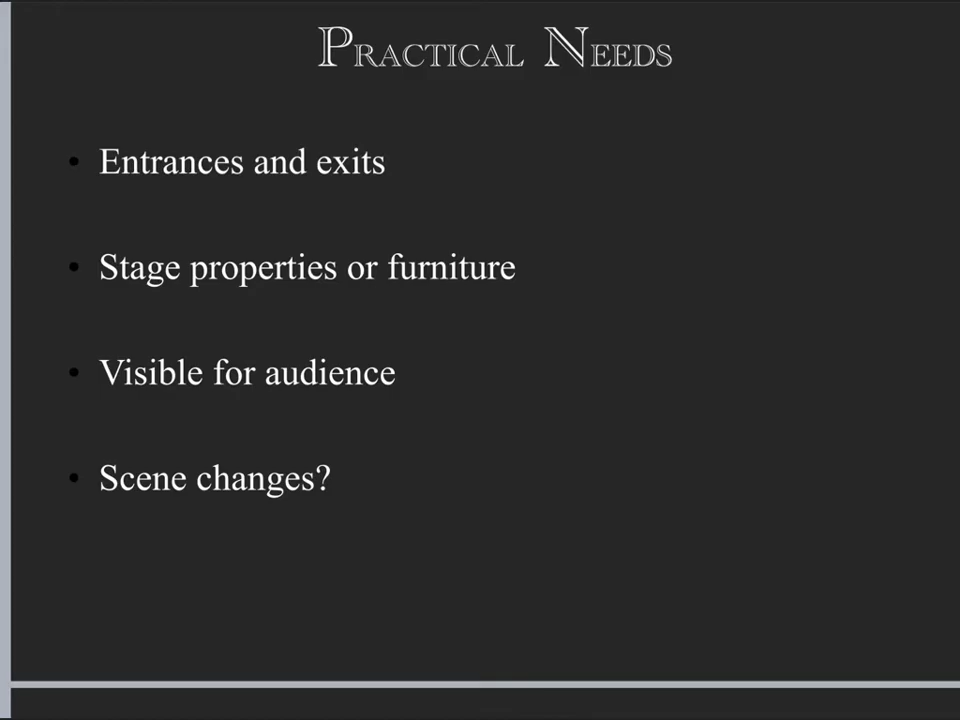 Practical Needs
• Entrances and exits
• Stage properties or furniture
• Visible for audience
• Scene changes?